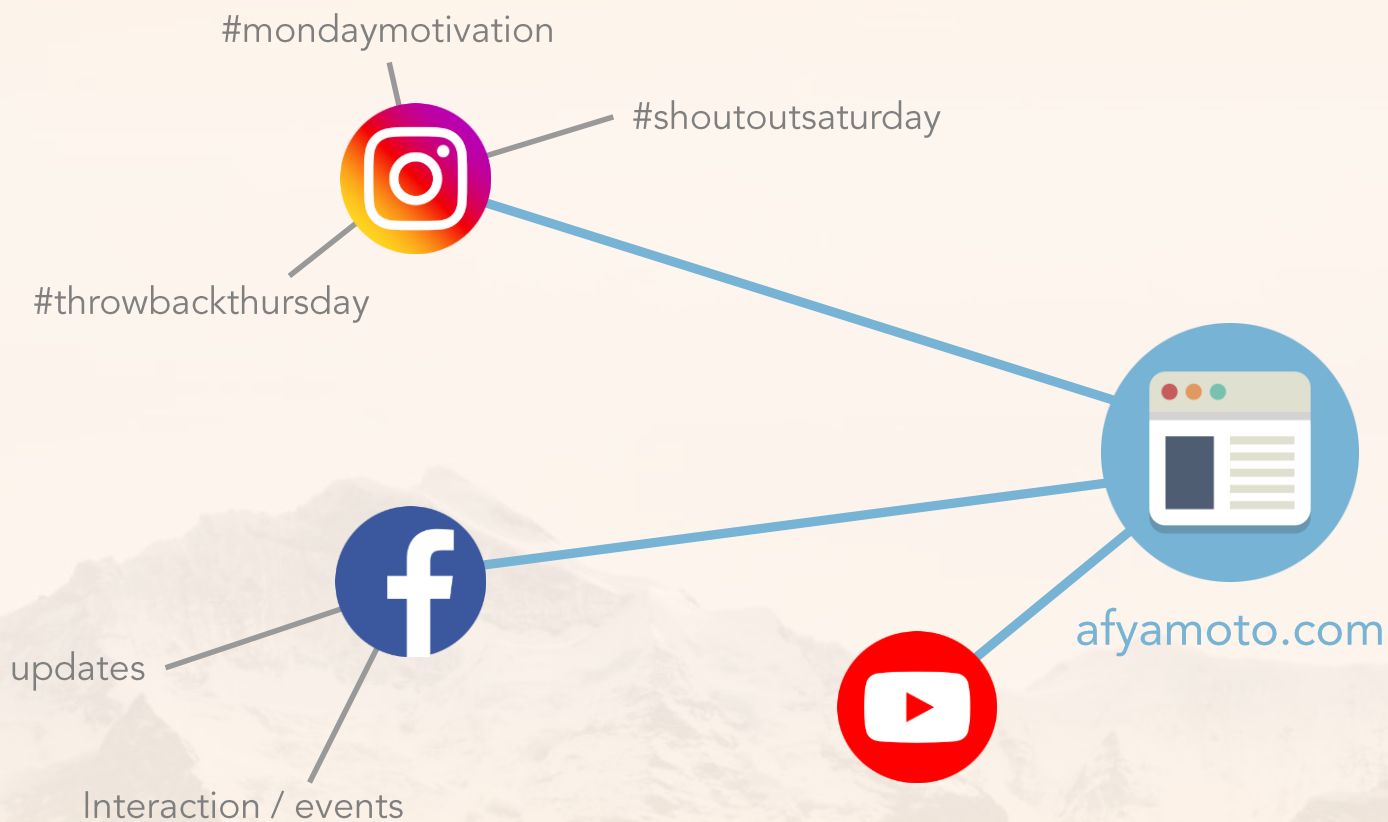 #mondaymotivation
#shoutoutsaturday
#throwbackthursday
afyamoto.com
updates
Interaction / events